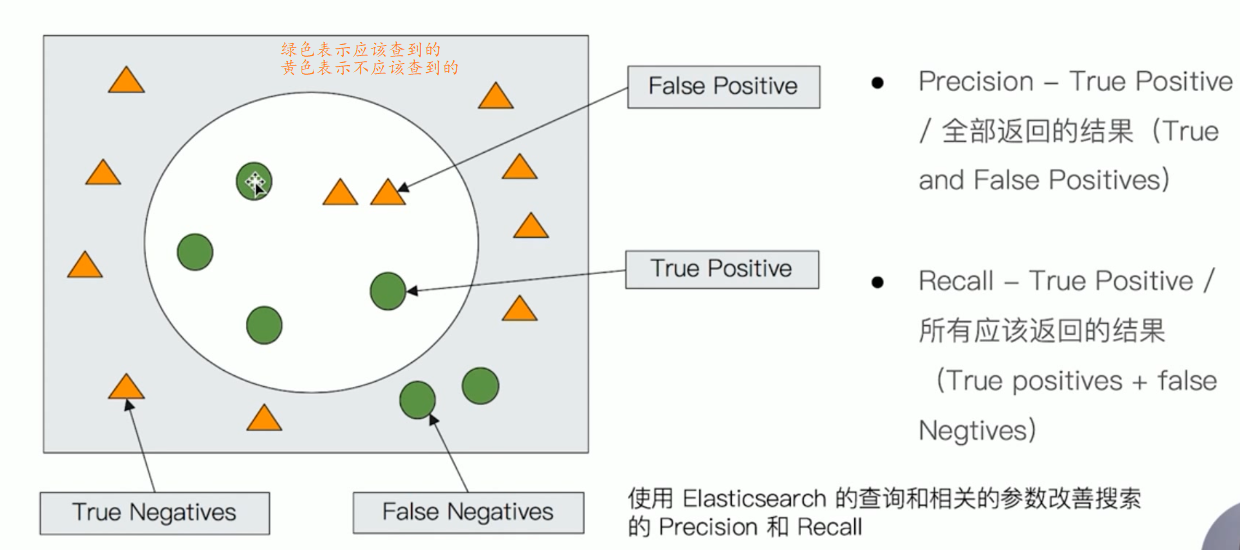 绿色表示应该查到的
黄色表示不应该查到的
False Positive
True Positive
True Negatives
False Negatives
● Precision – True Positive
/ 全部返回的结果（True
and False Positives）
● Recall – True Positive /
所有应该返回的结果
（True positives + false
Negtives）
使用 Elasticsearch 的查询和相关的参数改善搜索
的 Precision 和 Recall